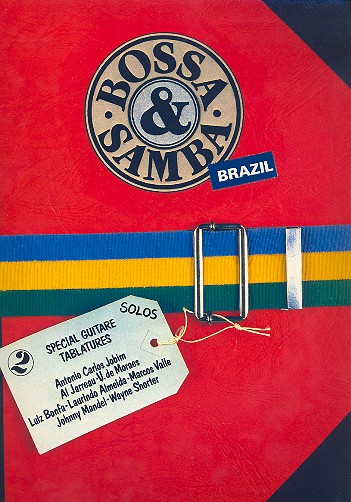 BOSSA
&
SAMBA
BRAZIL
SOLOS
2
SPECIAL GUITARE
TABLATURES
Antonio Carlos Jobim
Al Jarreau-V. de Moraes
Luiz Bonfa-Laurindo Almeida-Marcos Valle
Johnny Mandel-Wayne Shorter